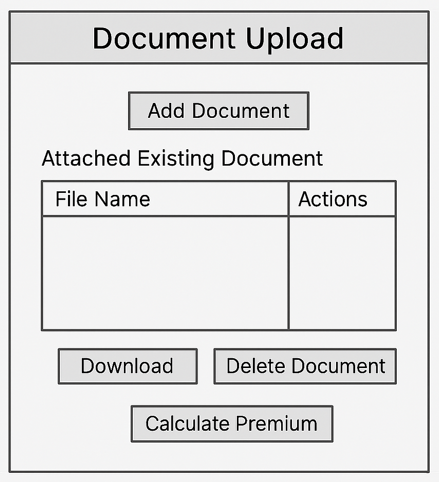 Document Upload
Add Document
Attached Existing Document
File Name Actions
Download Delete Document
Calculate Premium